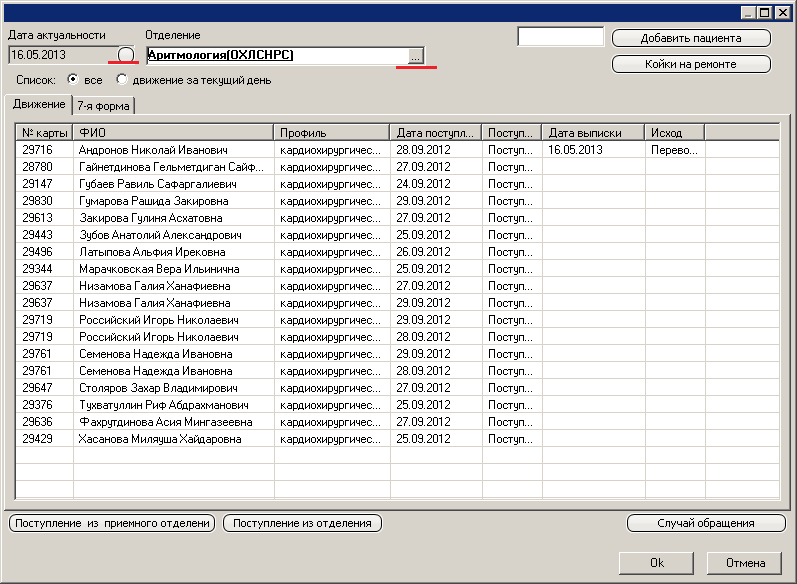 Дата актуальности Отделение
16.05.2013 Аритмология(ОХЛСНРС) ... Добавить пациента
Койки на ремонте
Список: все движение за текущий день
Движение 7-я форма
№ карты ФИО Профиль Дата поступл... Поступ... Дата выписки Исход
29716 Андронов Николай Иванович кардиохирургичес... 28.09.2012 Поступ... 16.05.2013 Перево...
28780 Гайнетдинова Гельметдиган Сайф... кардиохирургичес... 27.09.2012 Поступ...
29147 Губаев Равиль Сафаргалиевич кардиохирургичес... 24.09.2012 Поступ...
29830 Гумарова Рашида Закировна кардиохирургичес... 29.09.2012 Поступ...
29613 Закирова Гулиня Асхатовна кардиохирургичес... 27.09.2012 Поступ...
29443 Зубов Анатолий Александрович кардиохирургичес... 25.09.2012 Поступ...
29496 Латыпова Альфия Ирековна кардиохирургичес... 26.09.2012 Поступ...
29344 Марачковская Вера Ильинична кардиохирургичес... 25.09.2012 Поступ...
29637 Низамова Галия Ханафиевна кардиохирургичес... 27.09.2012 Поступ...
29637 Низамова Галия Ханафиевна кардиохирургичес... 29.09.2012 Поступ...
29719 Российский Игорь Николаевич кардиохирургичес... 29.09.2012 Поступ...
29719 Российский Игорь Николаевич кардиохирургичес... 28.09.2012 Поступ...
29761 Семенова Надежда Ивановна кардиохирургичес... 29.09.2012 Поступ...
29761 Семенова Надежда Ивановна кардиохирургичес... 28.09.2012 Поступ...
29647 Столяров Захар Владимирович кардиохирургичес... 27.09.2012 Поступ...
29376 Тухватуллин Риф Абдрахманович кардиохирургичес... 25.09.2012 Поступ...
29636 Фахрутдинова Асия Мингазеевна кардиохирургичес... 27.09.2012 Поступ...
29429 Хасанова Миляуша Хайдаровна кардиохирургичес... 25.09.2012 Поступ...
Поступление из приемного отделени Поступление из отделения Случай обращения
Ok Отмена